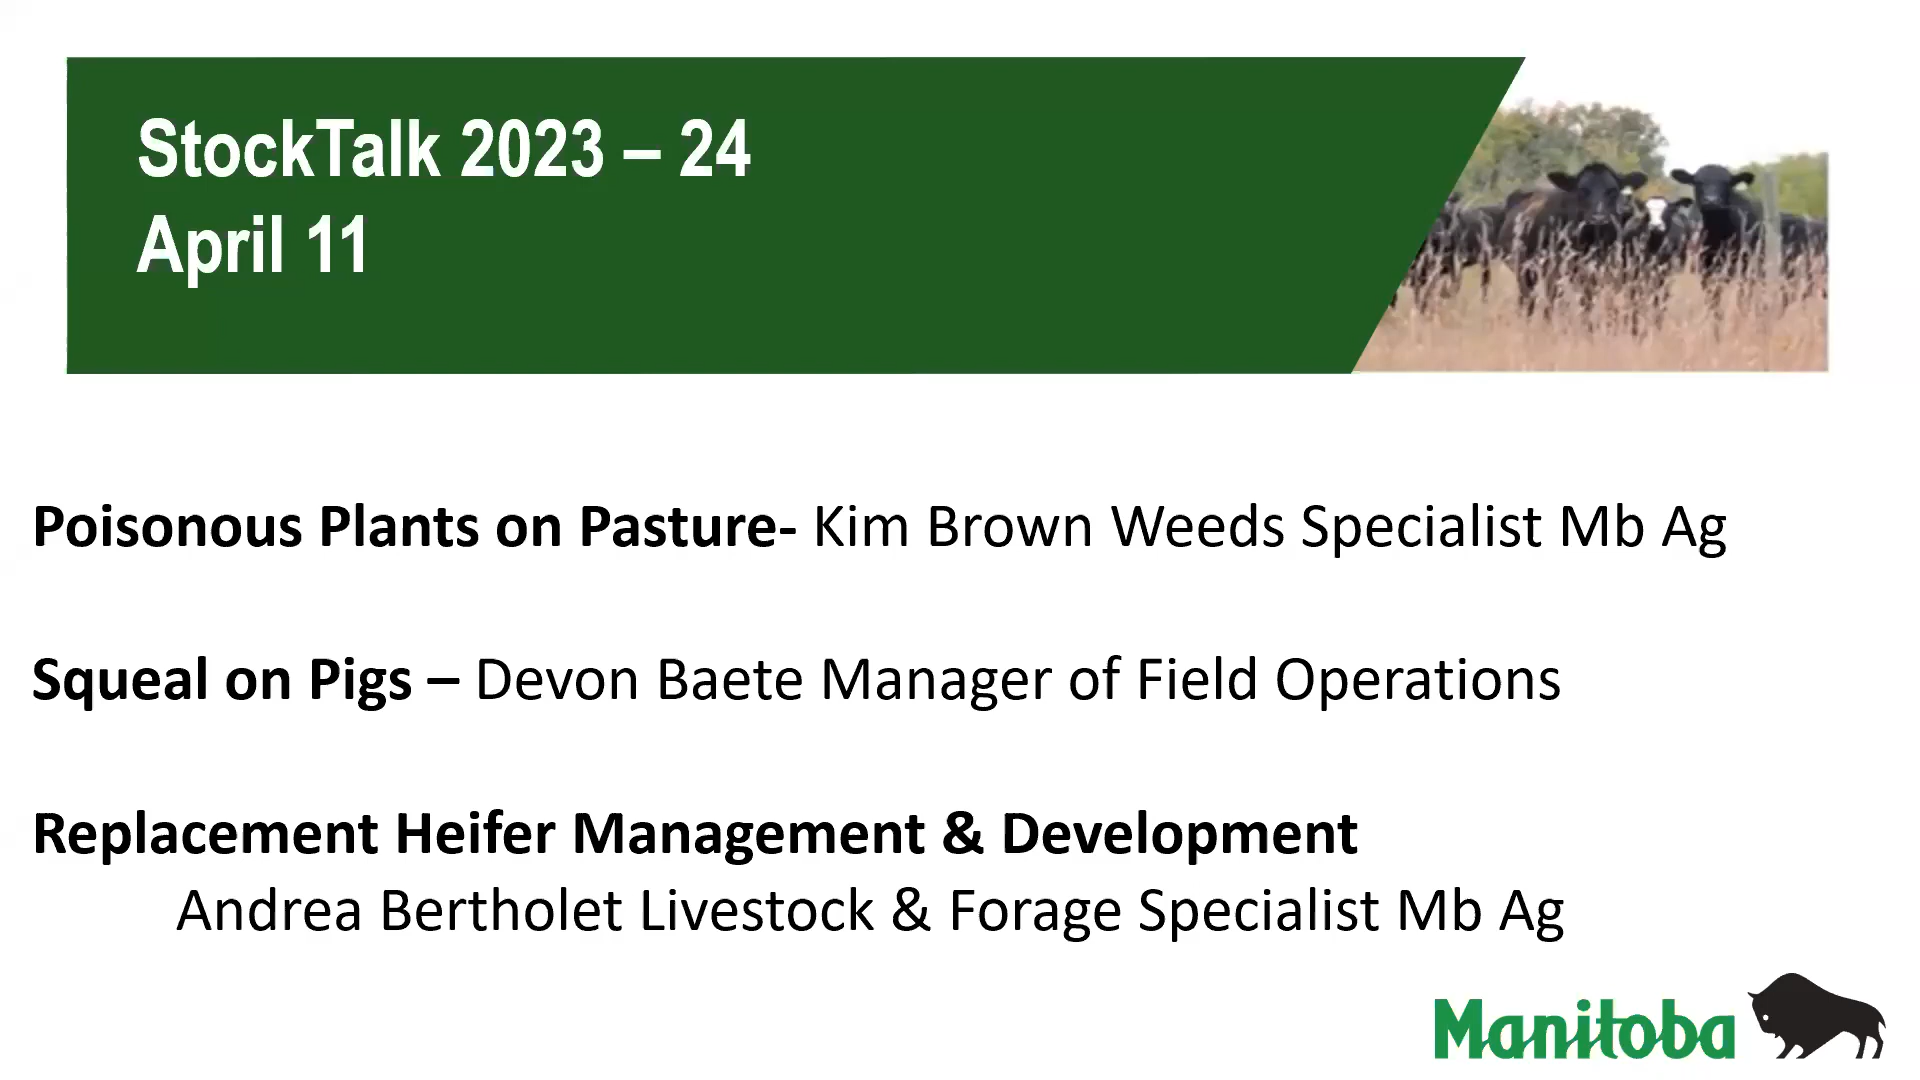 StockTalk 2023 – 24
April 11
Poisonous Plants on Pasture- Kim Brown Weeds Specialist Mb Ag
Squeal on Pigs – Devon Baete Manager of Field Operations
Replacement Heifer Management & Development
Andrea Bertholet Livestock & Forage Specialist Mb Ag
Manitoba